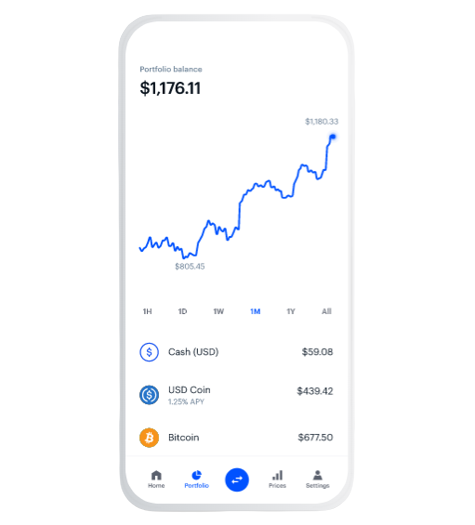 Portfolio balance
$1,176.11
$1,180.33
$805.45
1H 1D 1W 1M 1Y All
Cash (USD) $59.08
USD Coin $439.42
1.25% APY
Bitcoin $677.50
Home Portfolio Prices Settings